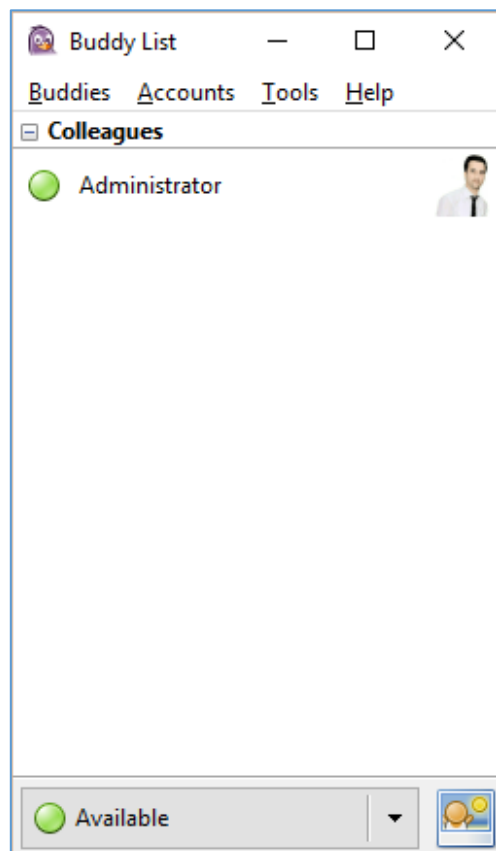 Buddy List
Buddies Accounts Tools Help
Colleagues
Administrator
Available